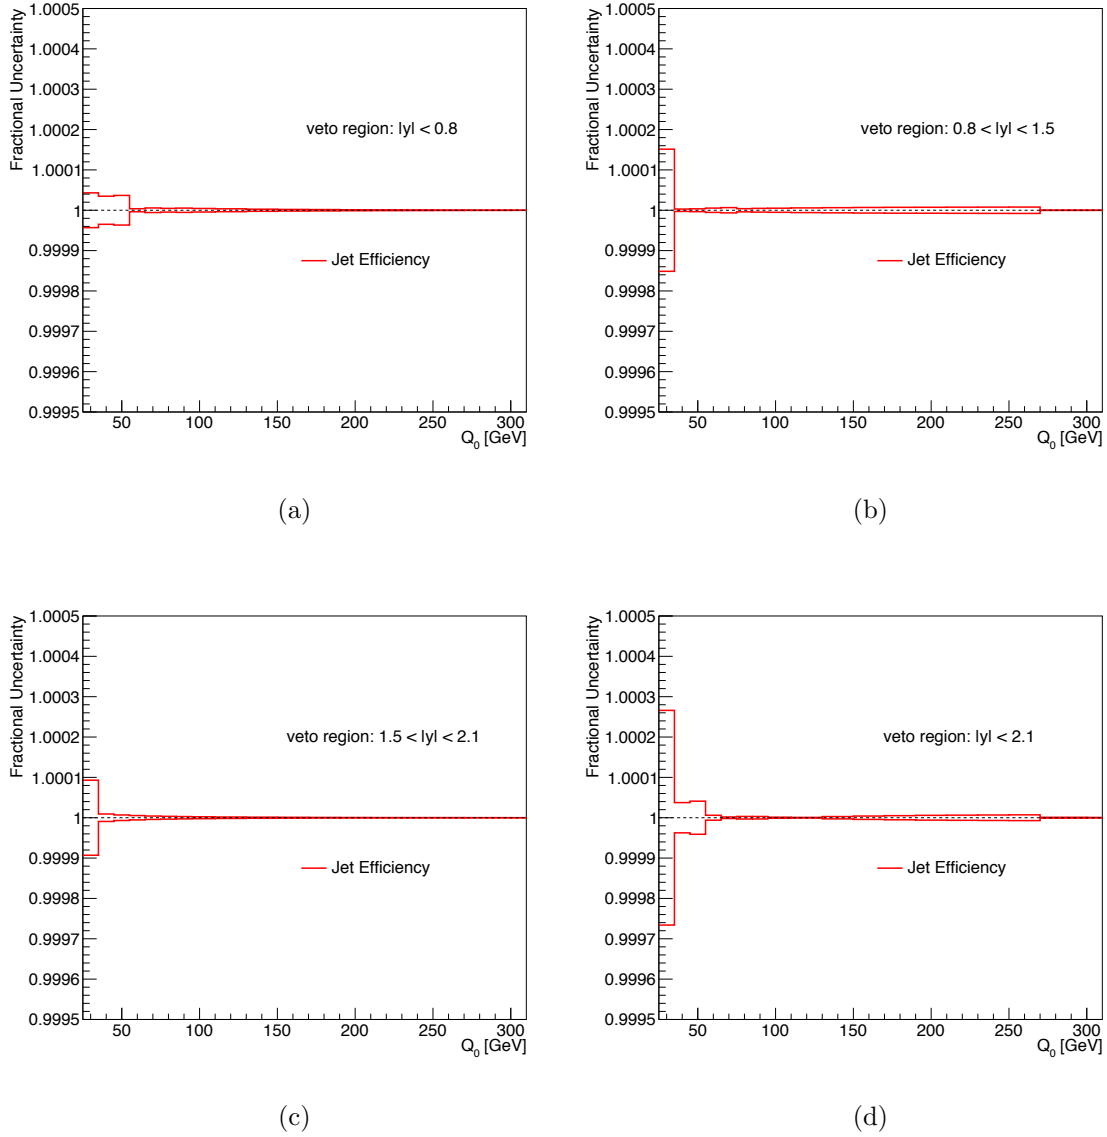 Fractional Uncertainty
1.0005
1.0004
1.0003
1.0002
1.0001
1
0.9999
0.9998
0.9997
0.9996
0.9995
veto region: |y| < 0.8
Jet Efficiency
50 100 150 200 250 300
Q0 [GeV]
(a)
Fractional Uncertainty
1.0005
1.0004
1.0003
1.0002
1.0001
1
0.9999
0.9998
0.9997
0.9996
0.9995
veto region: 0.8 < |y| < 1.5
Jet Efficiency
50 100 150 200 250 300
Q0 [GeV]
(b)
Fractional Uncertainty
1.0005
1.0004
1.0003
1.0002
1.0001
1
0.9999
0.9998
0.9997
0.9996
0.9995
veto region: 1.5 < |y| < 2.1
Jet Efficiency
50 100 150 200 250 300
Q0 [GeV]
(c)
Fractional Uncertainty
1.0005
1.0004
1.0003
1.0002
1.0001
1
0.9999
0.9998
0.9997
0.9996
0.9995
veto region: |y| < 2.1
Jet Efficiency
50 100 150 200 250 300
Q0 [GeV]
(d)